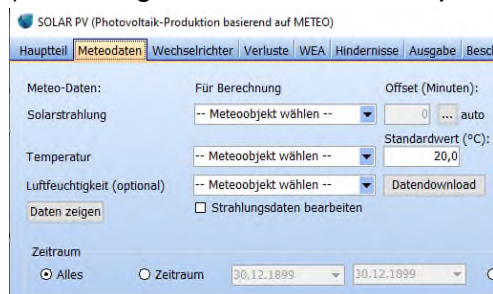 SOLAR PV (Photovoltaik-Produktion basierend auf METEO)
Hauptteil Meteodaten Wechselrichter Verluste WEA Hindernisse Ausgabe
Meteo-Daten: Für Berechnung Offset (Minuten):
Solarstrahlung -- Meteoobjekt wählen -- 0 ... auto
Standardwert (°C):
Temperatur -- Meteoobjekt wählen -- 20,0
Luftfeuchtigkeit (optional) -- Meteoobjekt wählen -- Datendownload
Daten zeigen Strahlungsdaten bearbeiten
Zeitraum
Alles Zeitraum 30.12.1899 30.12.1899